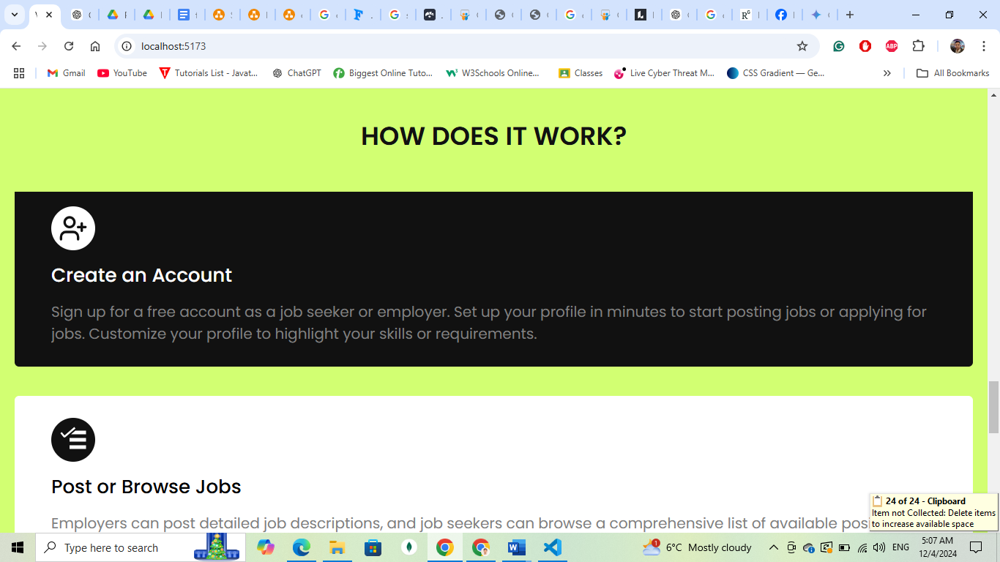 localhost:5173
Gmail
YouTube
Tutorials List - Javat...
ChatGPT
Biggest Online Tuto...
W3Schools Online...
Classes
Live Cyber Threat M...
CSS Gradient — Ge...
All Bookmarks
HOW DOES IT WORK?
Create an Account
Sign up for a free account as a job seeker or employer. Set up your profile in minutes to start posting jobs or applying for
jobs. Customize your profile to highlight your skills or requirements.
Post or Browse Jobs
Employers can post detailed job descriptions, and job seekers can browse a comprehensive list of available
24 of 24 - Clipboard
Item not Collected: Delete items
to increase available space
Type here to search
6°C Mostly cloudy
ENG
5:07 AM
12/4/2024